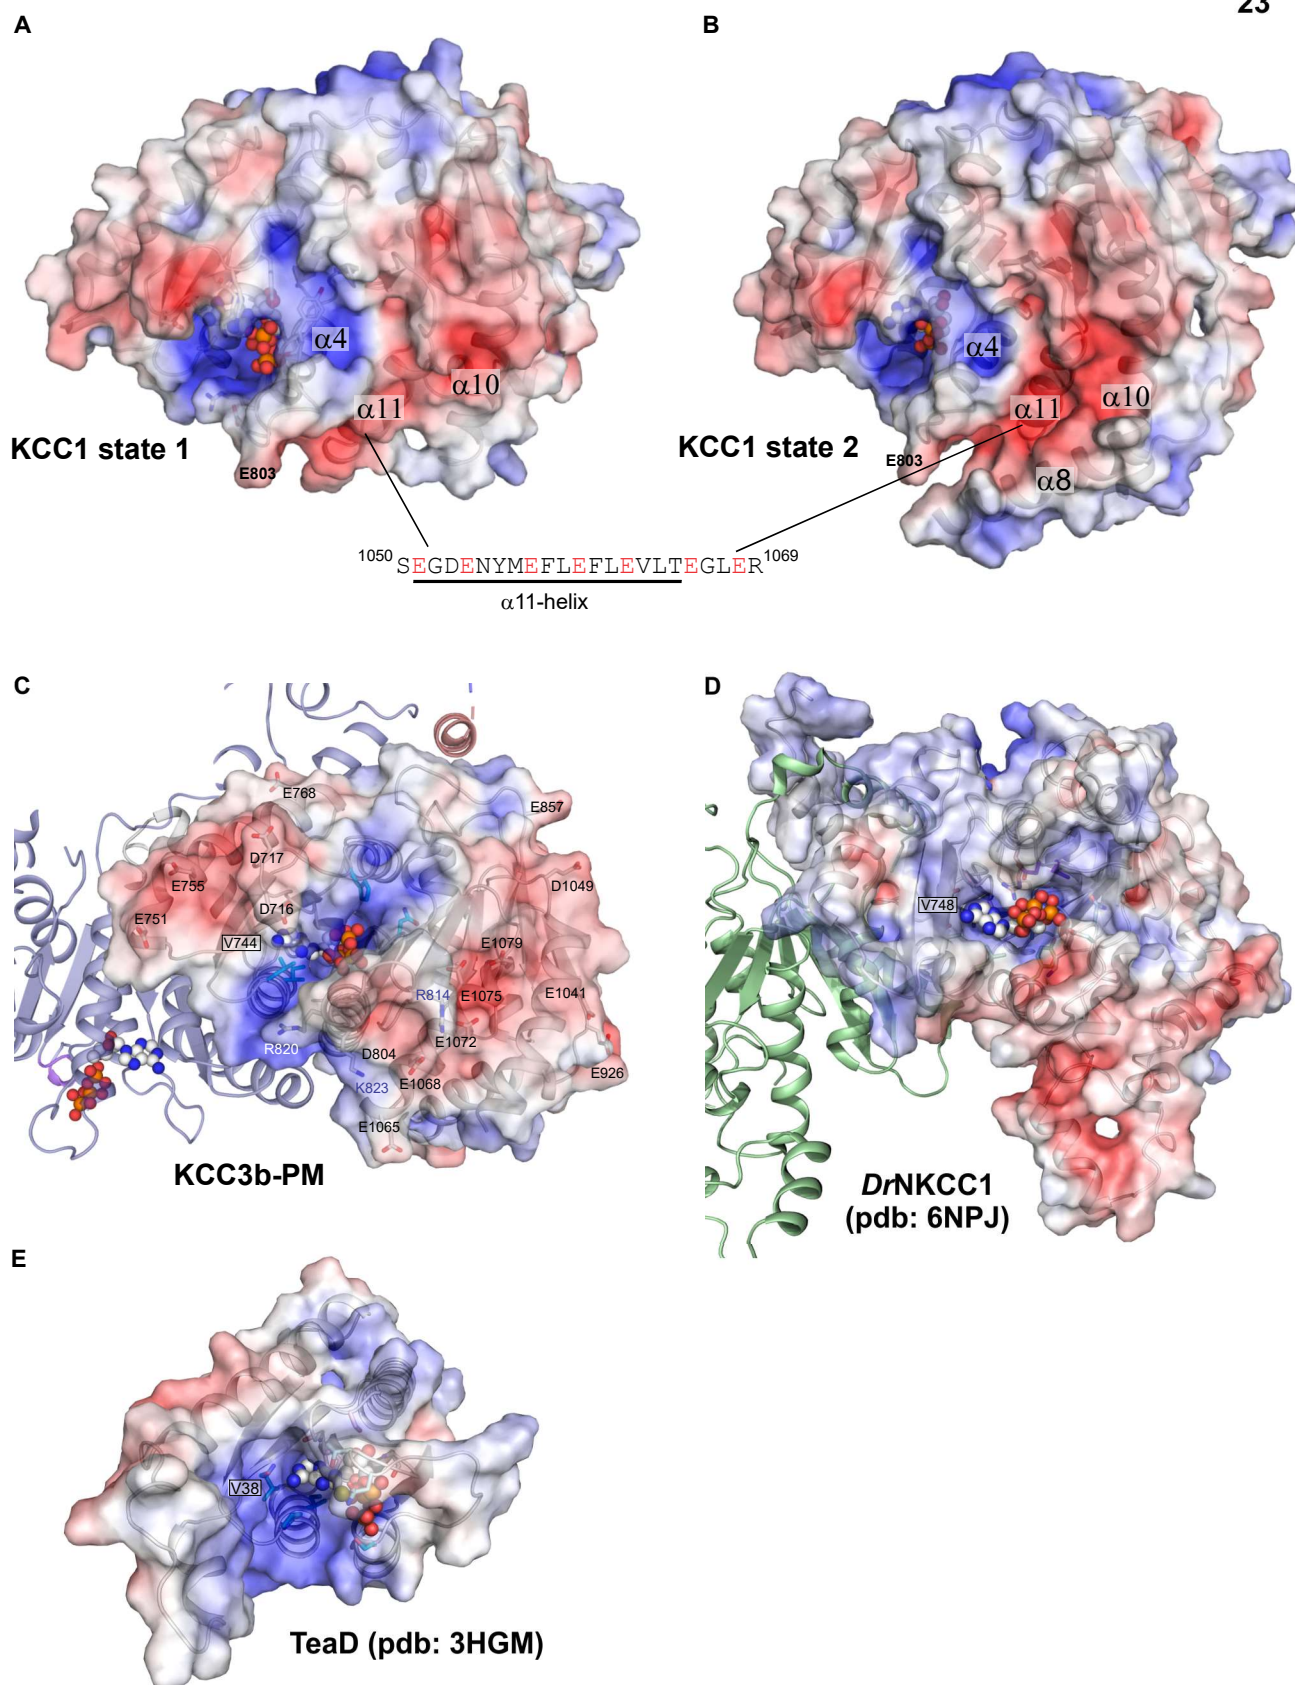 23
A
B
α4
α10
α11
KCC1 state 1
E803
α4
α11
α10
KCC1 state 2
E803
α8
1050 SEGDENYMEFLEFLEVLTEGLER 1069
α11-helix
C
E768
E857
D717
E755
D1049
D716
E751
V744
E1079
R814
E1075
E1041
R820
D804
E1072
E926
K823
E1068
E1065
KCC3b-PM
D
V748
DrNKCC1
(pdb: 6NPJ)
E
V38
TeaD (pdb: 3HGM)